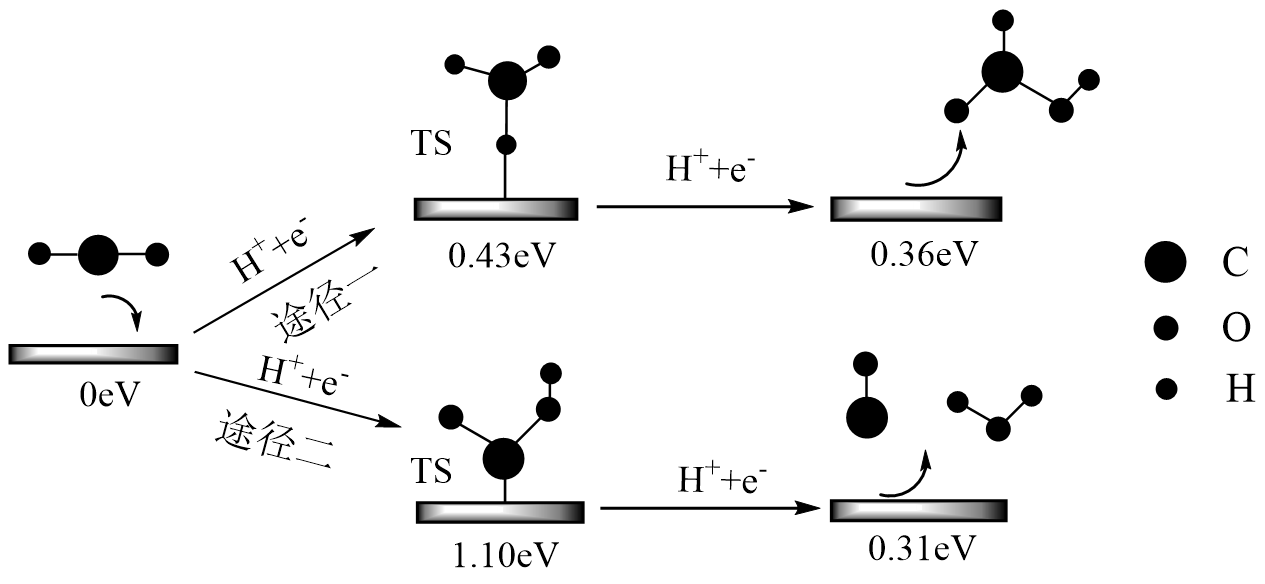 TS
H⁺+e⁻
0.43eV
0.36eV
H⁺+e⁻
途径一
C
O
H
0eV
H⁺+e⁻
途径二
TS
H⁺+e⁻
1.10eV
0.31eV